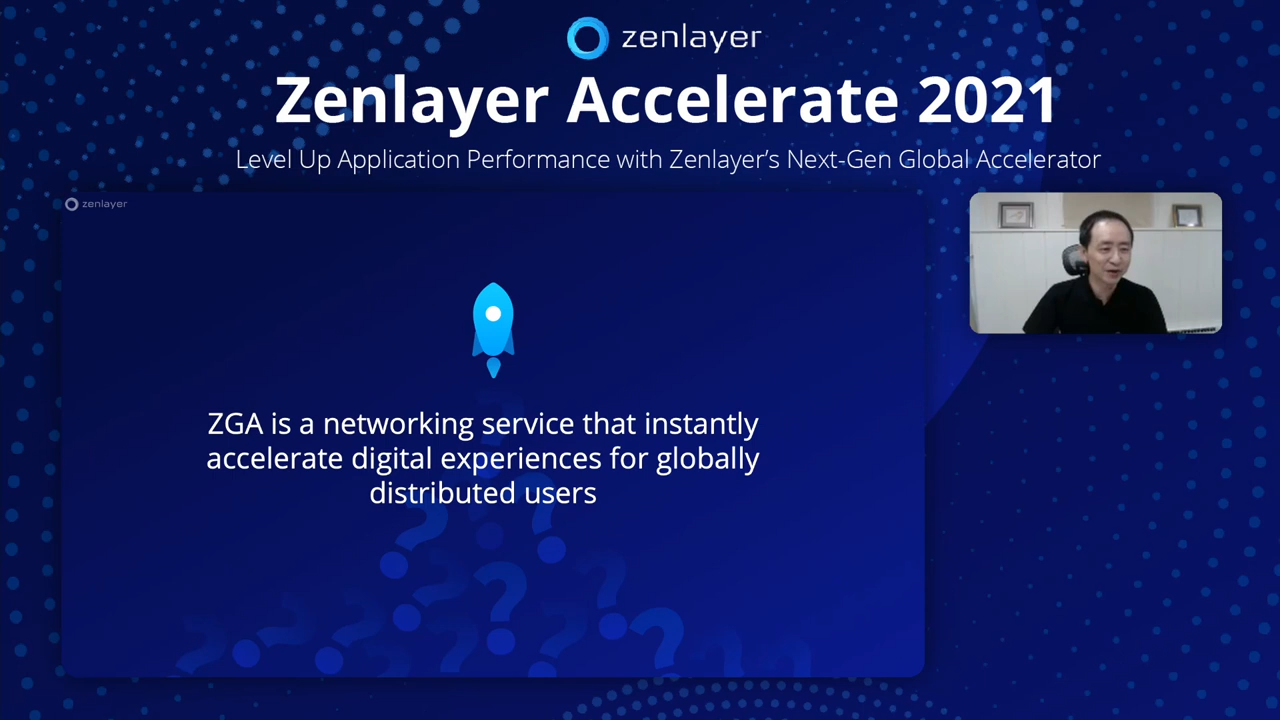 zenlayer
Zenlayer Accelerate 2021
Level Up Application Performance with Zenlayer’s Next-Gen Global Accelerator
zenlayer
ZGA is a networking service that instantly
accelerate digital experiences for globally
distributed users